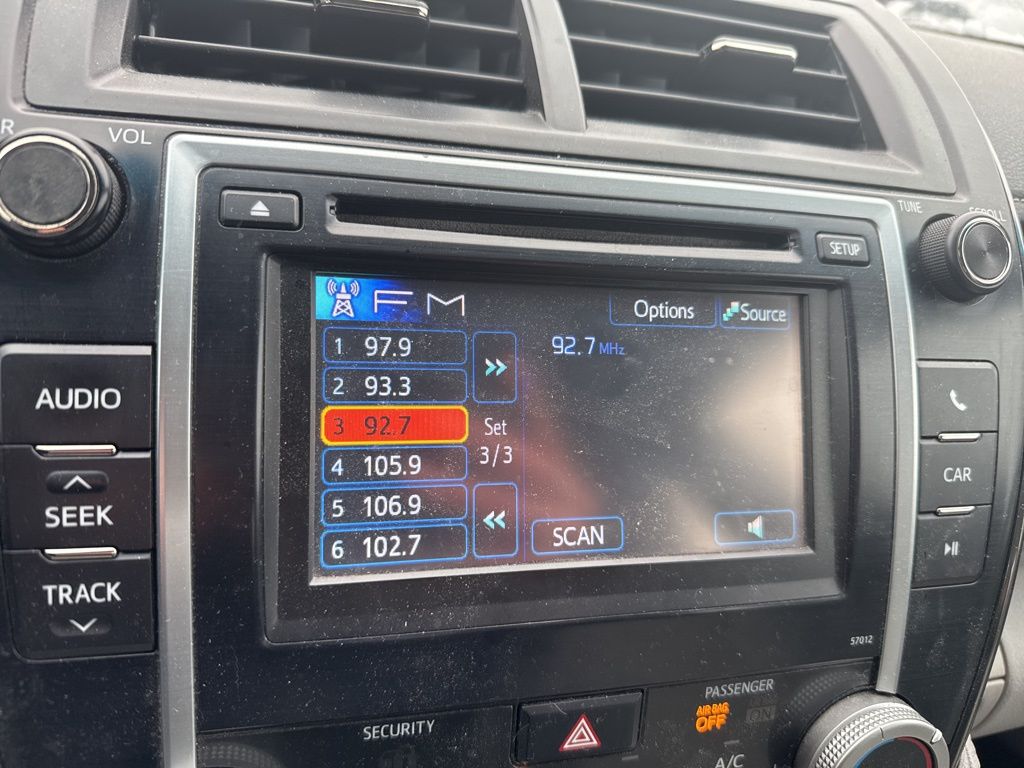 R
VOL
TUNE
SCROLL
SETUP
FM
Options
Source
1 97.9
92.7 MHz
2 93.3
3 92.7
Set
3/3
4 105.9
5 106.9
6 102.7
SCAN
AUDIO
SEEK
TRACK
CAR
57012
SECURITY
PASSENGER
AIR BAG
OFF
ON
A/C